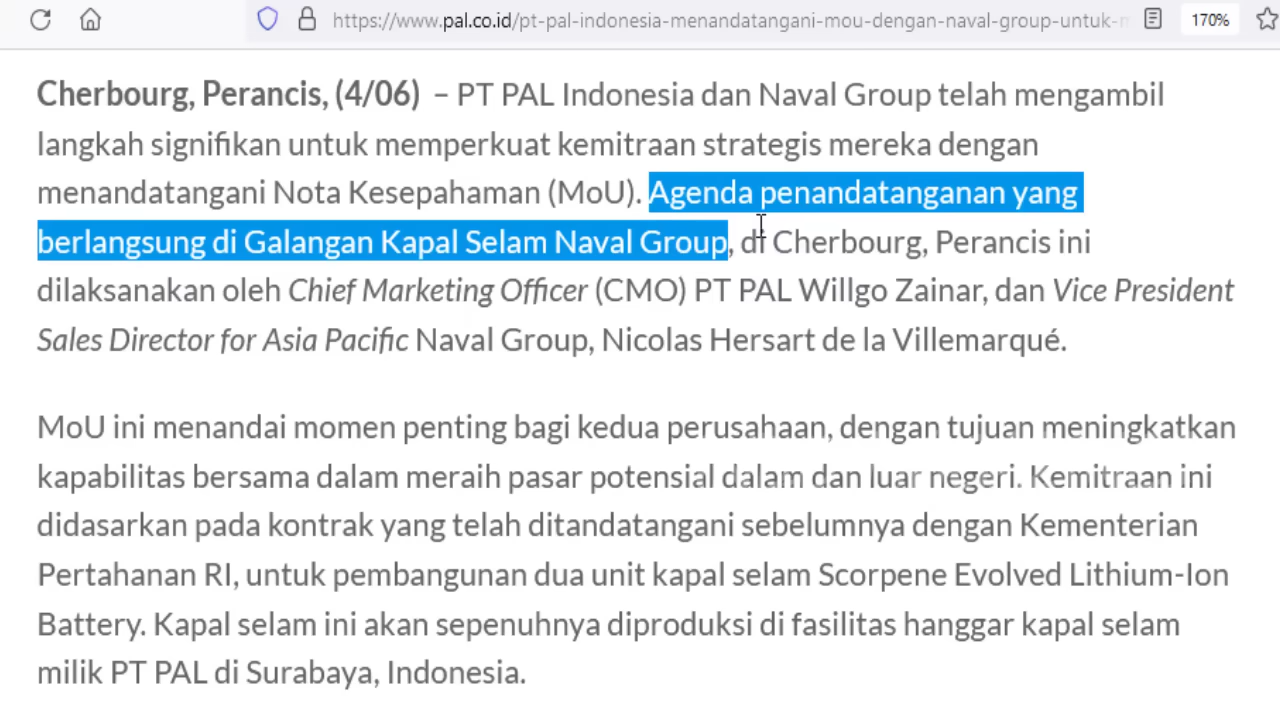 https://www.pal.co.id/pt-pal-indonesia-menandatangani-mou-dengan-naval-group-untuk-
170%
Cherbourg, Perancis, (4/06) – PT PAL Indonesia dan Naval Group telah mengambil
langkah signifikan untuk memperkuat kemitraan strategis mereka dengan
menandatangani Nota Kesepahaman (MoU). Agenda penandatanganan yang
berlangsung di Galangan Kapal Selam Naval Group, di Cherbourg, Perancis ini
dilaksanakan oleh Chief Marketing Officer (CMO) PT PAL Willgo Zainar, dan Vice President
Sales Director for Asia Pacific Naval Group, Nicolas Hersart de la Villemarqué.
MoU ini menandai momen penting bagi kedua perusahaan, dengan tujuan meningkatkan
kapabilitas bersama dalam meraih pasar potensial dalam dan luar negeri. Kemitraan ini
didasarkan pada kontrak yang telah ditandatangani sebelumnya dengan Kementerian
Pertahanan RI, untuk pembangunan dua unit kapal selam Scorpene Evolved Lithium-Ion
Battery. Kapal selam ini akan sepenuhnya diproduksi di fasilitas hanggar kapal selam
milik PT PAL di Surabaya, Indonesia.